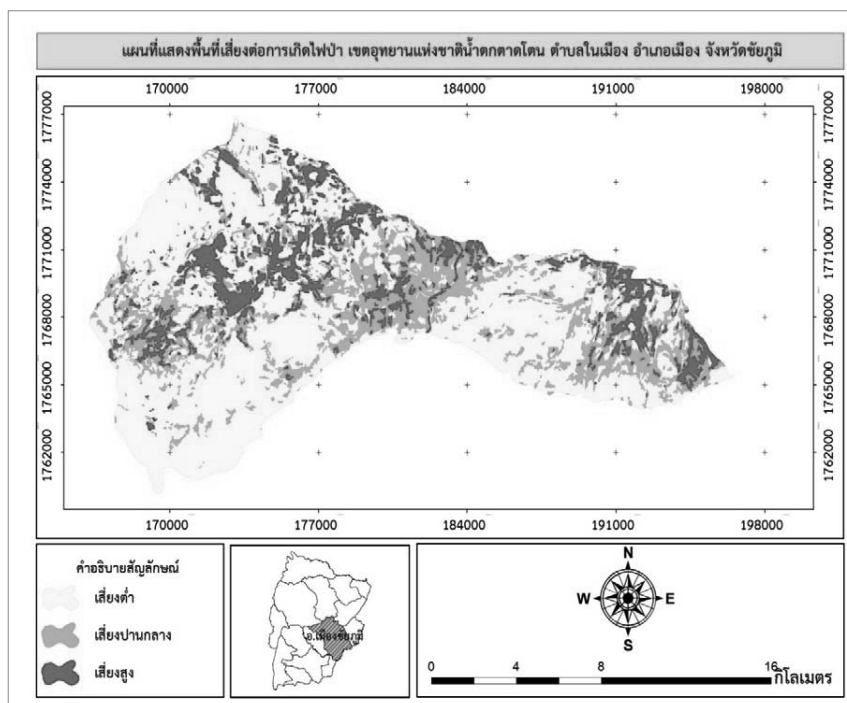 แผนที่แสดงพื้นที่เสี่ยงต่อการเกิดไฟป่า เขตอุทยานแห่งชาติน้ำตกตาดโตน ตำบลในเมือง อำเภอเมือง จังหวัดชัยภูมิ
170000 177000 184000 191000 198000
1777000 1777000
1774000 1774000
1771000 1771000
1768000 1768000
1765000 1765000
1762000 1762000
170000 177000 184000 191000 198000
คำอธิบายสัญลักษณ์
เสี่ยงต่ำ
เสี่ยงปานกลาง
เสี่ยงสูง
อ.เมืองชัยภูมิ
N
W E
S
0 4 8 16
กิโลเมตร